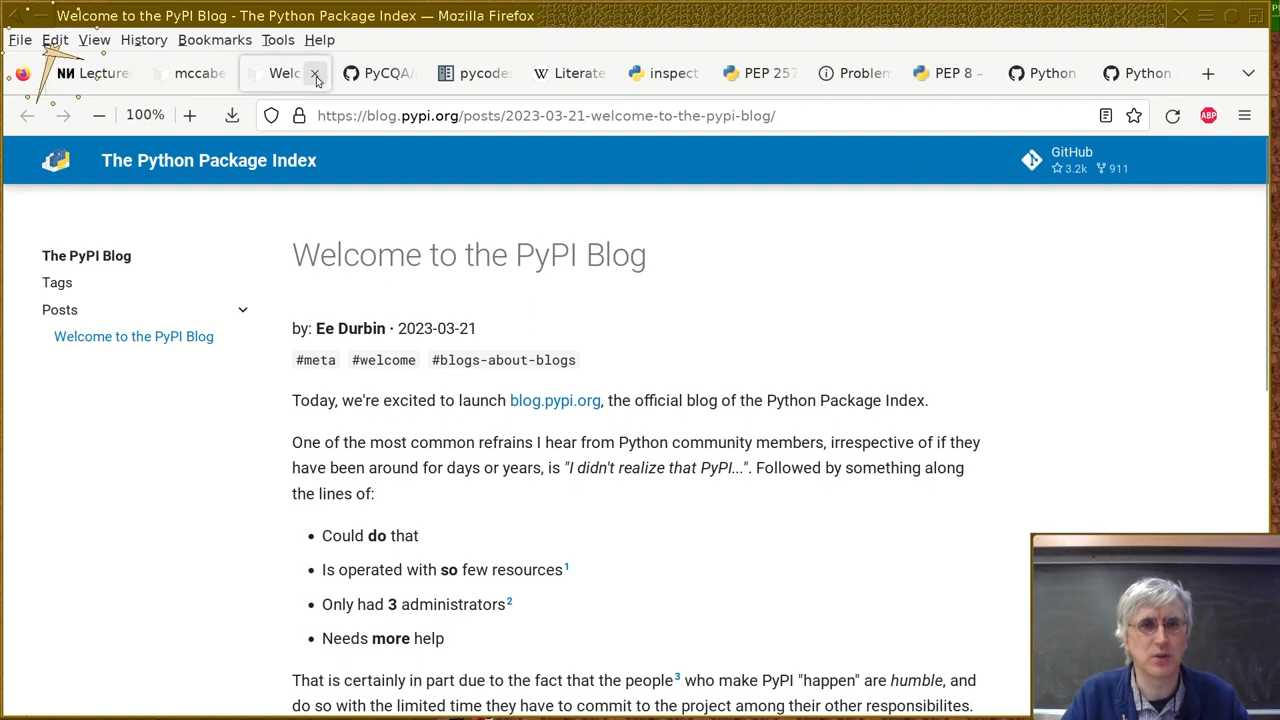 Welcome to the PyPI Blog - The Python Package Index — Mozilla Firefox
File Edit View History Bookmarks Tools Help
Lecture mccabe Welc PyCQA/ pycode Literate inspect PEP 257 Problem PEP 8 - Python Python
100% https://blog.pypi.org/posts/2023-03-21-welcome-to-the-pypi-blog/ ABP
The Python Package Index
GitHub
3.2k 911
The PyPI Blog
Tags
Posts
Welcome to the PyPI Blog
Welcome to the PyPI Blog
by: Ee Durbin · 2023-03-21
#meta #welcome #blogs-about-blogs
Today, we're excited to launch blog.pypi.org, the official blog of the Python Package Index.
One of the most common refrains I hear from Python community members, irrespective of if they
have been around for days or years, is "I didn't realize that PyPI...". Followed by something along
the lines of:
• Could do that
• Is operated with so few resources1
• Only had 3 administrators2
• Needs more help
That is certainly in part due to the fact that the people3 who make PyPI "happen" are humble, and
do so with the limited time they have to commit to the project among their other responsibilites.